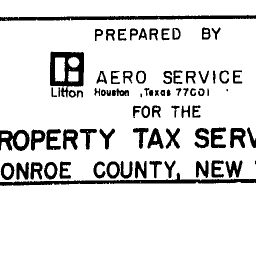 PREPARED BY
AERO SERVICE
Litton Houston, Texas 77001
FOR THE
ROPERTY TAX SERV
ONROE COUNTY, NEW